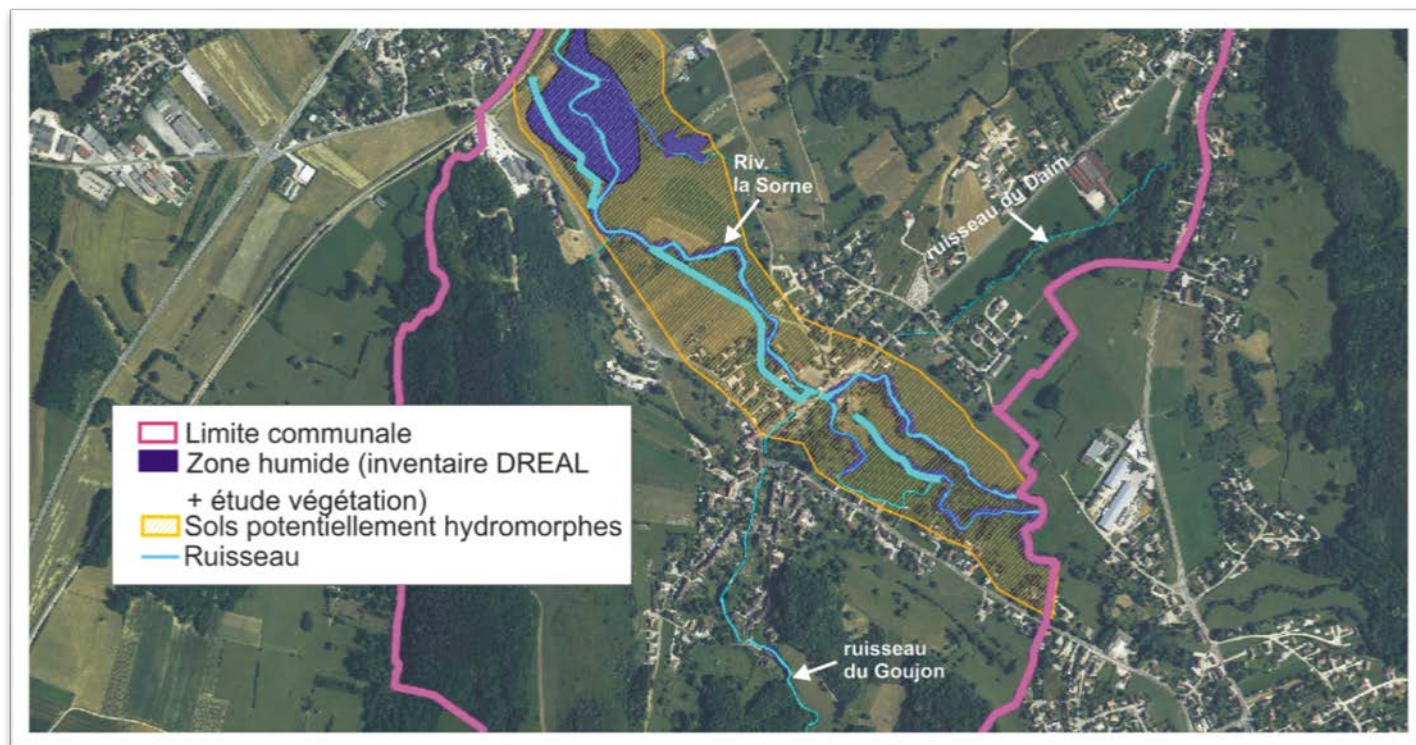 Riv.
la Sorne
ruisseau du Daim
Limite communale
Zone humide (inventaire DREAL
+ étude végétation)
Sols potentiellement hydromorphes
Ruisseau
ruisseau
du Goujon